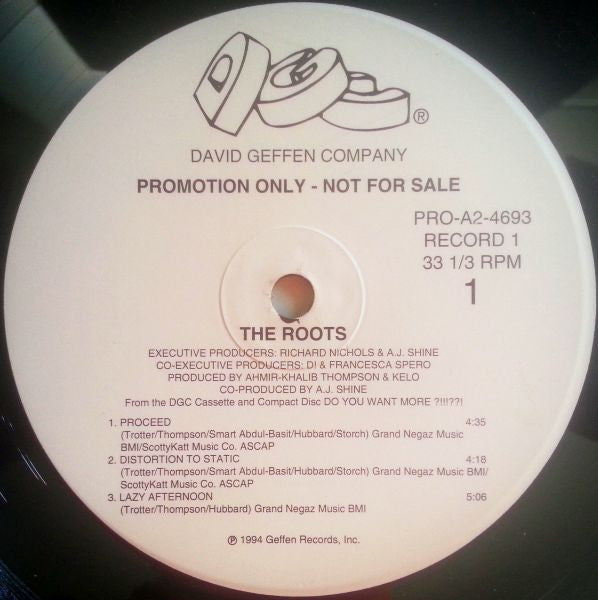 DGC®
DAVID GEFFEN COMPANY
PROMOTION ONLY - NOT FOR SALE
PRO-A2-4693
RECORD 1
33 1/3 RPM
1
THE ROOTS
EXECUTIVE PRODUCERS: RICHARD NICHOLS & A.J. SHINE
CO-EXECUTIVE PRODUCERS: D! & FRANCESCA SPERO
PRODUCED BY AHMIR-KHALIB THOMPSON & KELO
CO-PRODUCED BY A.J. SHINE
From the DGC Cassette and Compact Disc DO YOU WANT MORE ?!!!??!
1. PROCEED 4:35
(Trotter/Thompson/Smart Abdul-Basit/Hubbard/Storch) Grand Negaz Music
BMI/ScottyKatt Music Co. ASCAP
2. DISTORTION TO STATIC 4:18
(Trotter/Thompson/Smart Abdul-Basit/Hubbard/Storch) Grand Negaz Music BMI/
ScottyKatt Music Co. ASCAP
3. LAZY AFTERNOON 5:06
(Trotter/Thompson/Hubbard) Grand Negaz Music BMI
℗ 1994 Geffen Records, Inc.